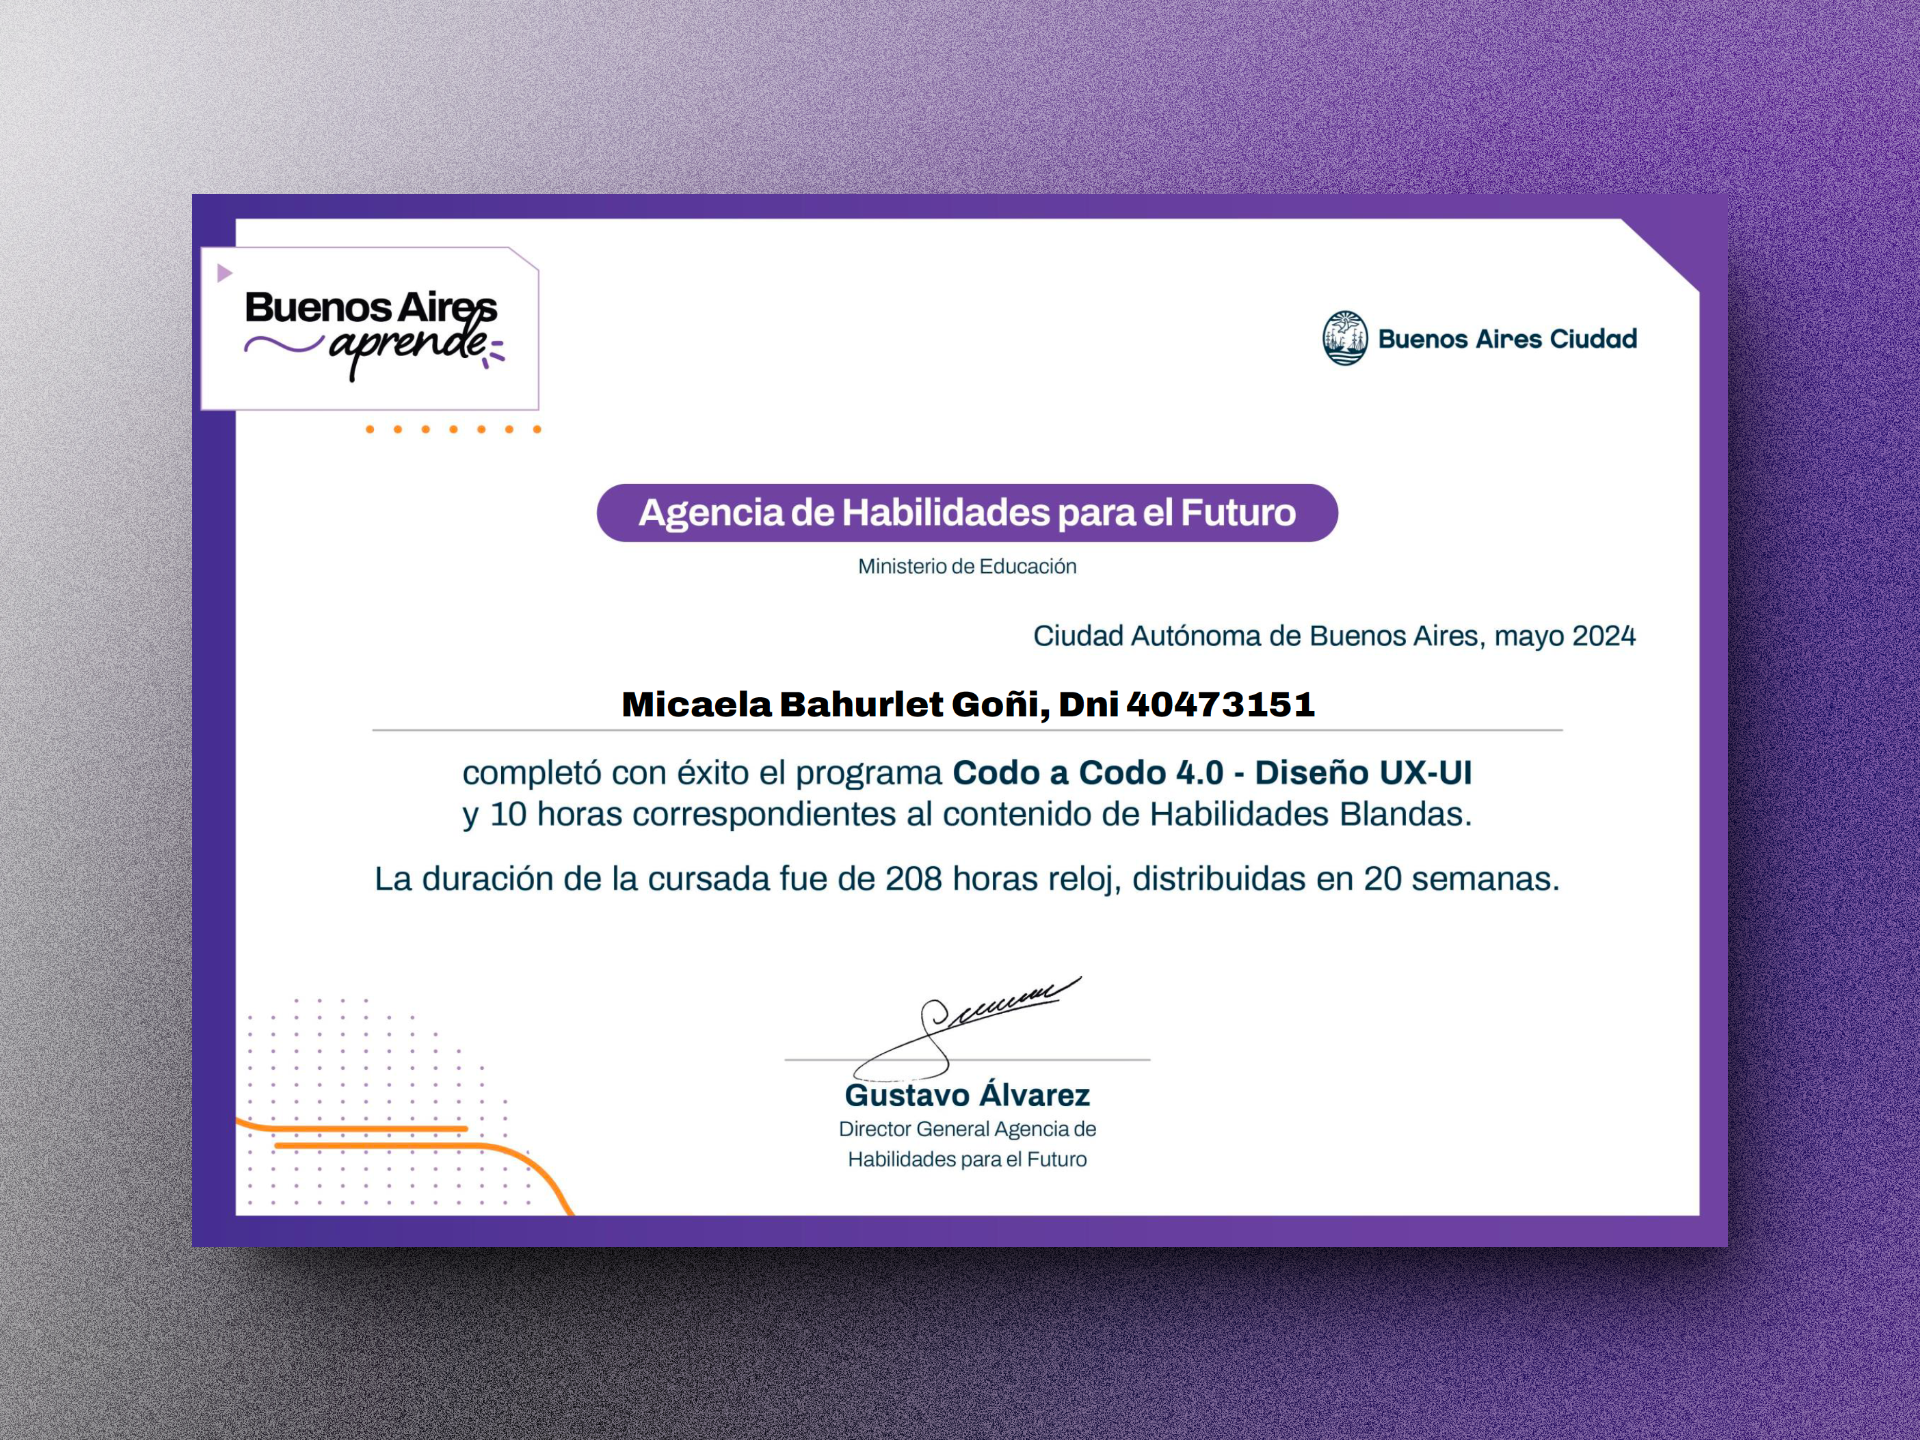 Buenos Aires
aprende
Buenos Aires Ciudad
Agencia de Habilidades para el Futuro
Ministerio de Educación
Ciudad Autónoma de Buenos Aires, mayo 2024
Micaela Bahurlet Goñi, Dni 40473151
completó con éxito el programa Codo a Codo 4.0 - Diseño UX-UI
y 10 horas correspondientes al contenido de Habilidades Blandas.
La duración de la cursada fue de 208 horas reloj, distribuidas en 20 semanas.
Gustavo Álvarez
Director General Agencia de
Habilidades para el Futuro